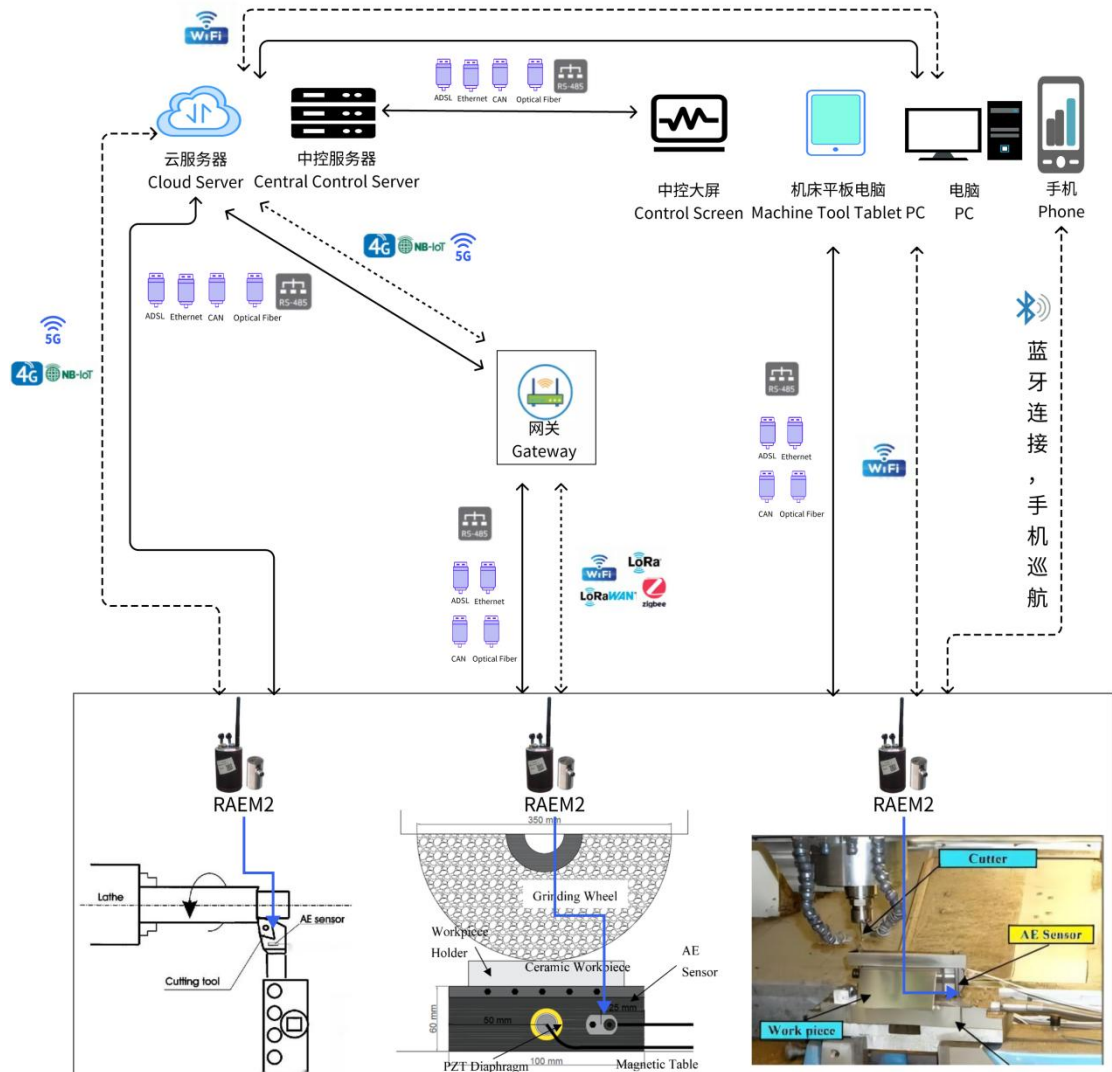 WiFi
ADSL Ethernet CAN Optical Fiber RS-485
云服务器
Cloud Server
中控服务器
Central Control Server
中控大屏
Control Screen
机床平板电脑
Machine Tool Tablet PC
电脑
PC
手机
Phone
4G NB-IoT 5G
ADSL Ethernet CAN Optical Fiber RS-485
5G
4G NB-IoT
网关
Gateway
RS-485
ADSL Ethernet
CAN Optical Fiber
WiFi LoRa
LoRaWAN zigbee
RS-485
ADSL Ethernet
CAN Optical Fiber
WiFi
蓝牙连接，手机巡航
RAEM2
RAEM2
RAEM2
Lathe
AE sensor
Cutting tool
350 mm
Grinding Wheel
Workpiece
Holder
Ceramic Workpiece
AE
Sensor
60 mm
50 mm
25 mm
100 mm
PZT Diaphragm
Magnetic Table
Cutter
AE Sensor
Work piece